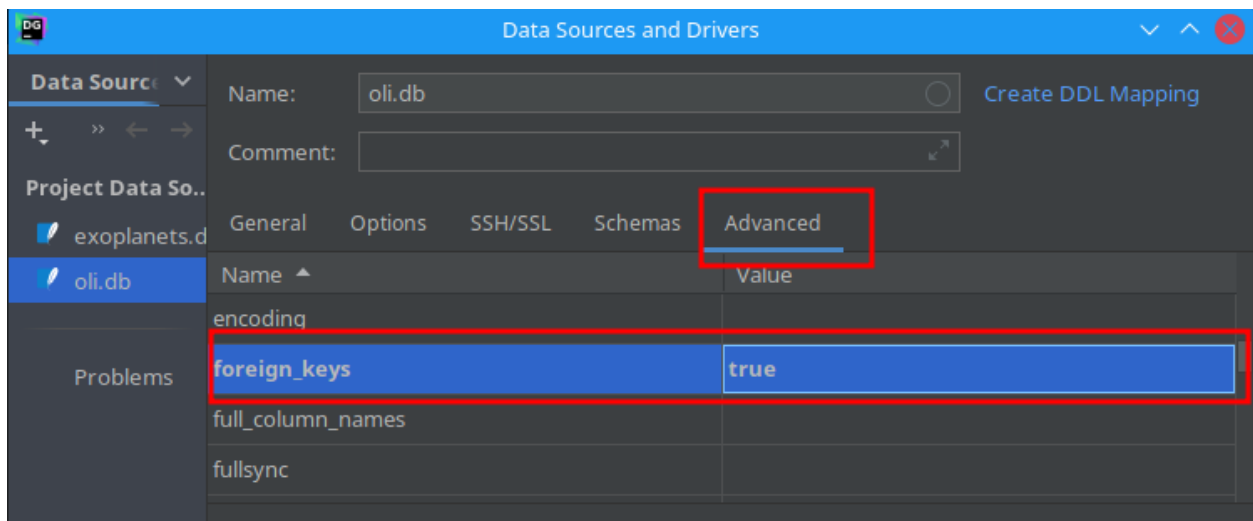 DG
Data Sources and Drivers
Data Source
Name:
oli.db
Create DDL Mapping
Comment:
Project Data So..
exoplanets.d
oli.db
Problems
General
Options
SSH/SSL
Schemas
Advanced
Name
Value
encoding
foreign_keys
true
full_column_names
fullsync